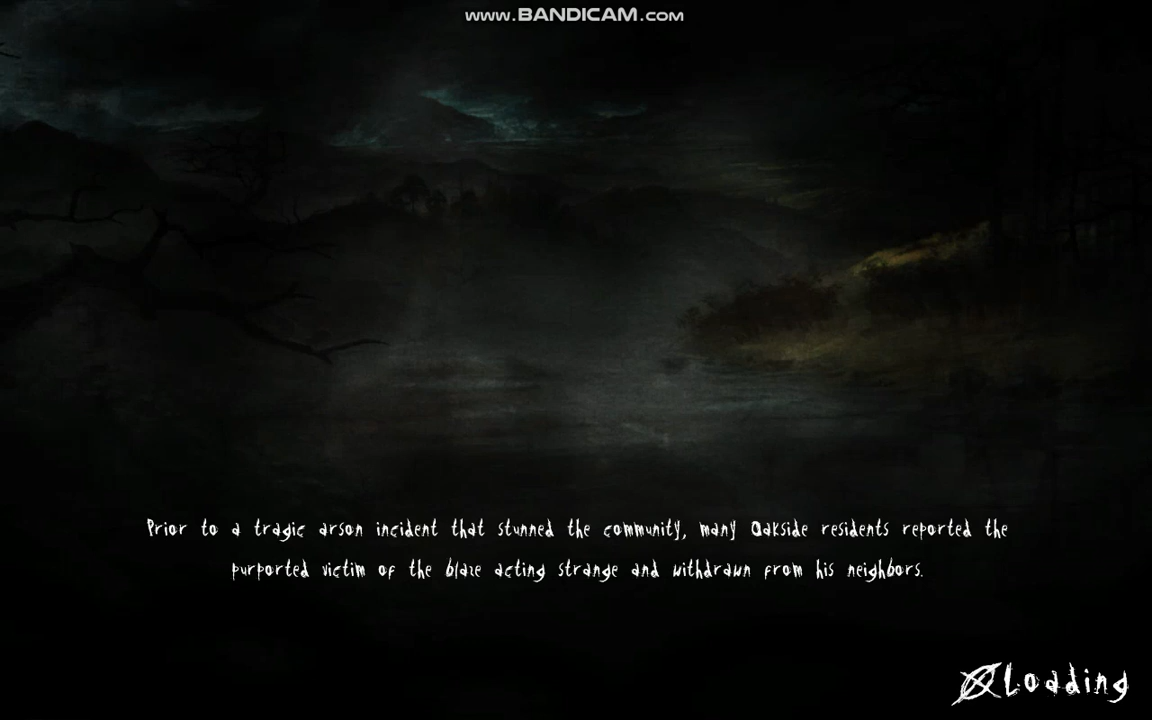 www.BANDICAM.com
Prior to a tragic arson incident that stunned the community, many Oakside residents reported the
purported victim of the blaze acting strange and withdrawn from his neighbors.
Loading